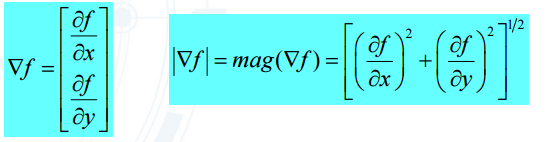 ∇f = [ ∂f/∂x ; ∂f/∂y ]
|∇f| = mag(∇f) = [ (∂f/∂x)² + (∂f/∂y)² ]^{1/2}